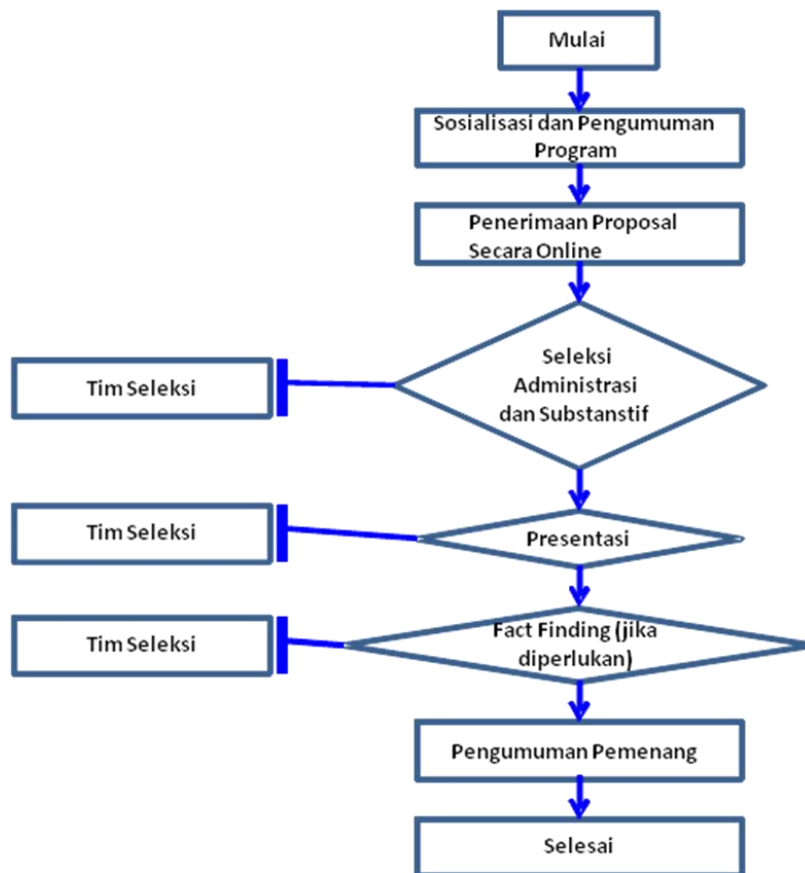 Mulai
Sosialisasi dan Pengumuman
Program
Penerimaan Proposal
Secara Online
Tim Seleksi
Seleksi
Administrasi
dan Substanstif
Tim Seleksi
Presentasi
Tim Seleksi
Fact Finding (jika
diperlukan)
Pengumuman Pemenang
Selesai